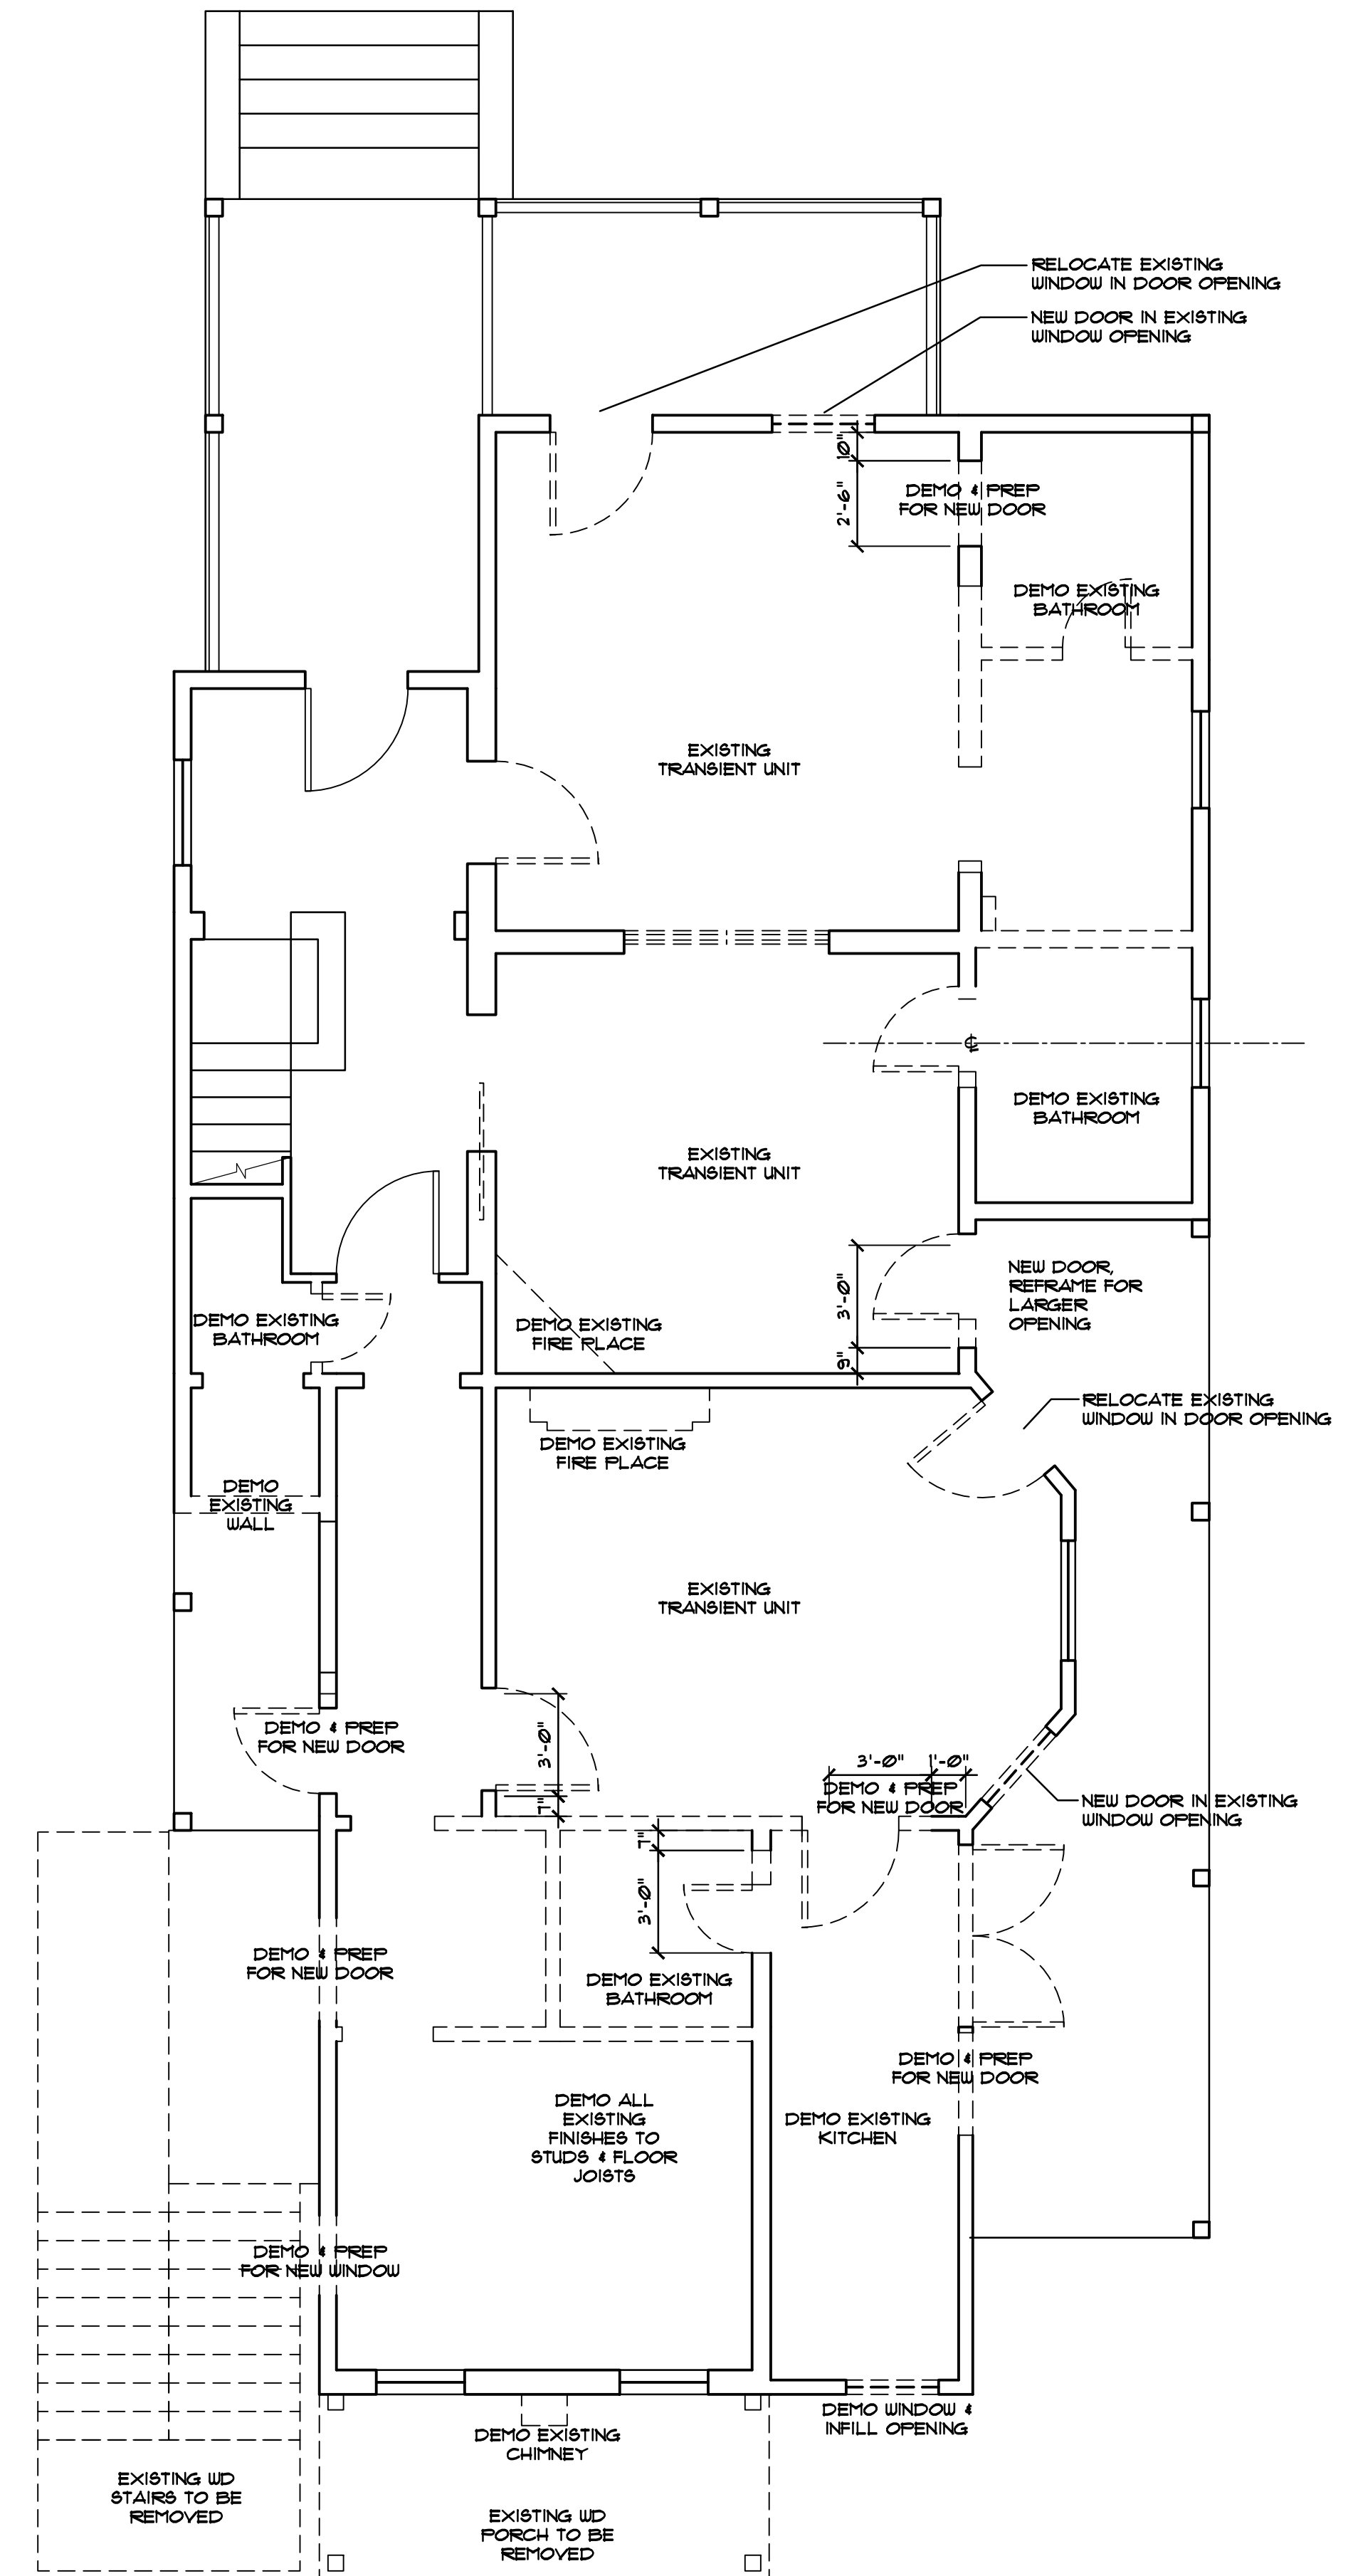 RELOCATE EXISTING
WINDOW IN DOOR OPENING
NEW DOOR IN EXISTING
WINDOW OPENING
10"
2'-6"
DEMO & PREP
FOR NEW DOOR
DEMO EXISTING
BATHROOM
EXISTING
TRANSIENT UNIT
℄
DEMO EXISTING
BATHROOM
EXISTING
TRANSIENT UNIT
NEW DOOR,
REFRAME FOR
LARGER
OPENING
3'-0"
9"
DEMO EXISTING
BATHROOM
DEMO EXISTING
FIRE PLACE
RELOCATE EXISTING
WINDOW IN DOOR OPENING
DEMO EXISTING
FIRE PLACE
DEMO
EXISTING
WALL
EXISTING
TRANSIENT UNIT
DEMO & PREP
FOR NEW DOOR
3'-0"
7"
3'-0"
1'-0"
DEMO & PREP
FOR NEW DOOR
NEW DOOR IN EXISTING
WINDOW OPENING
7"
3'-0"
DEMO & PREP
FOR NEW DOOR
DEMO EXISTING
BATHROOM
DEMO & PREP
FOR NEW DOOR
DEMO ALL
EXISTING
FINISHES TO
STUDS & FLOOR
JOISTS
DEMO EXISTING
KITCHEN
DEMO & PREP
FOR NEW WINDOW
DEMO WINDOW &
INFILL OPENING
DEMO EXISTING
CHIMNEY
EXISTING WD
STAIRS TO BE
REMOVED
EXISTING WD
PORCH TO BE
REMOVED